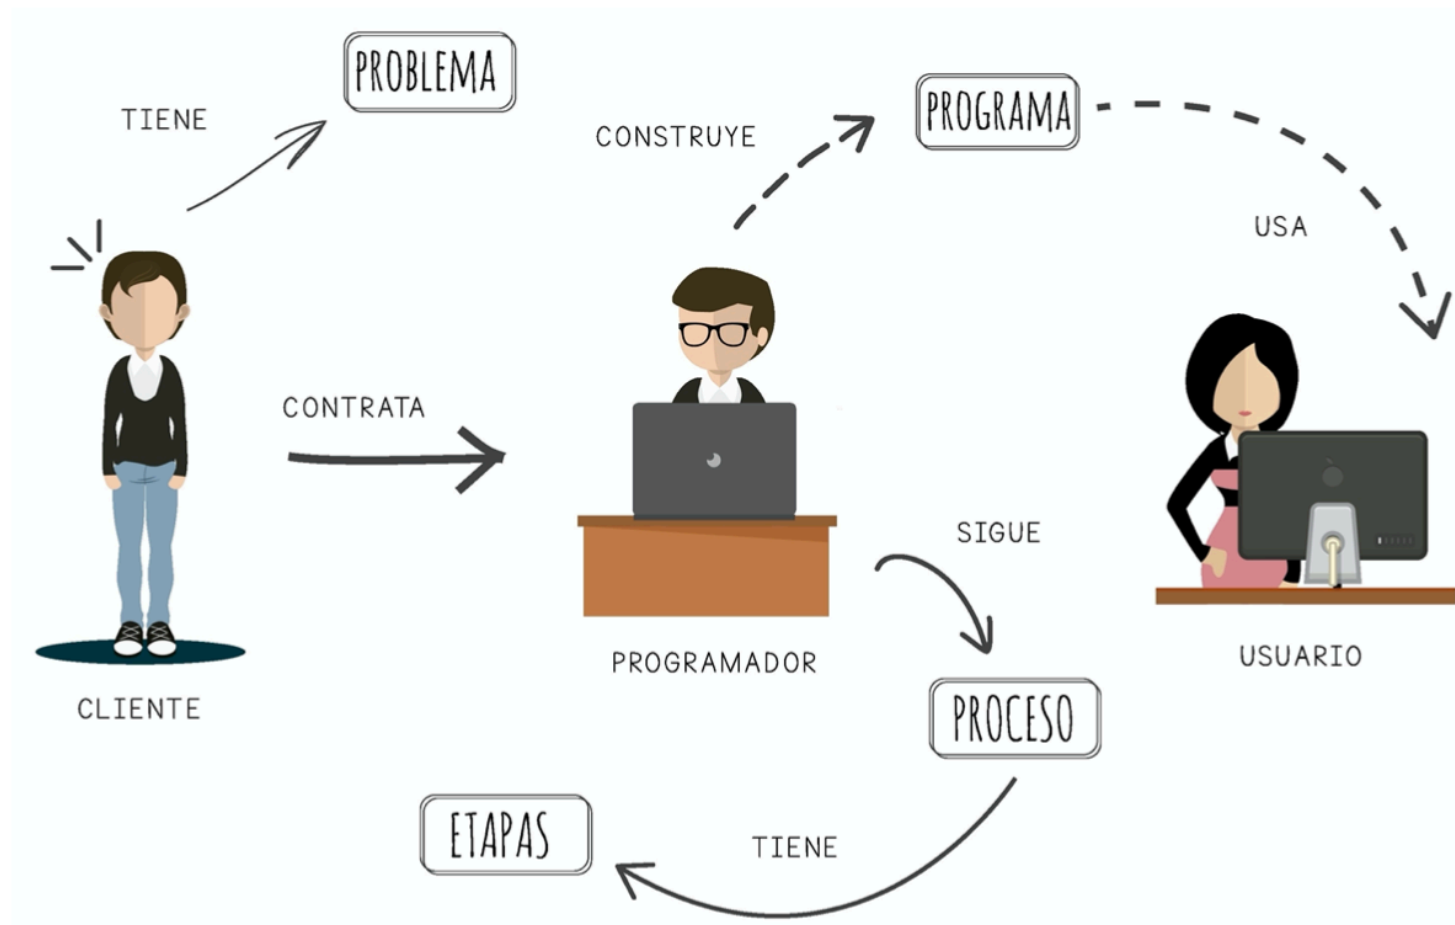 PROBLEMA
TIENE
CONSTRUYE
PROGRAMA
USA
CONTRATA
SIGUE
PROGRAMADOR
USUARIO
CLIENTE
PROCESO
ETAPAS
TIENE